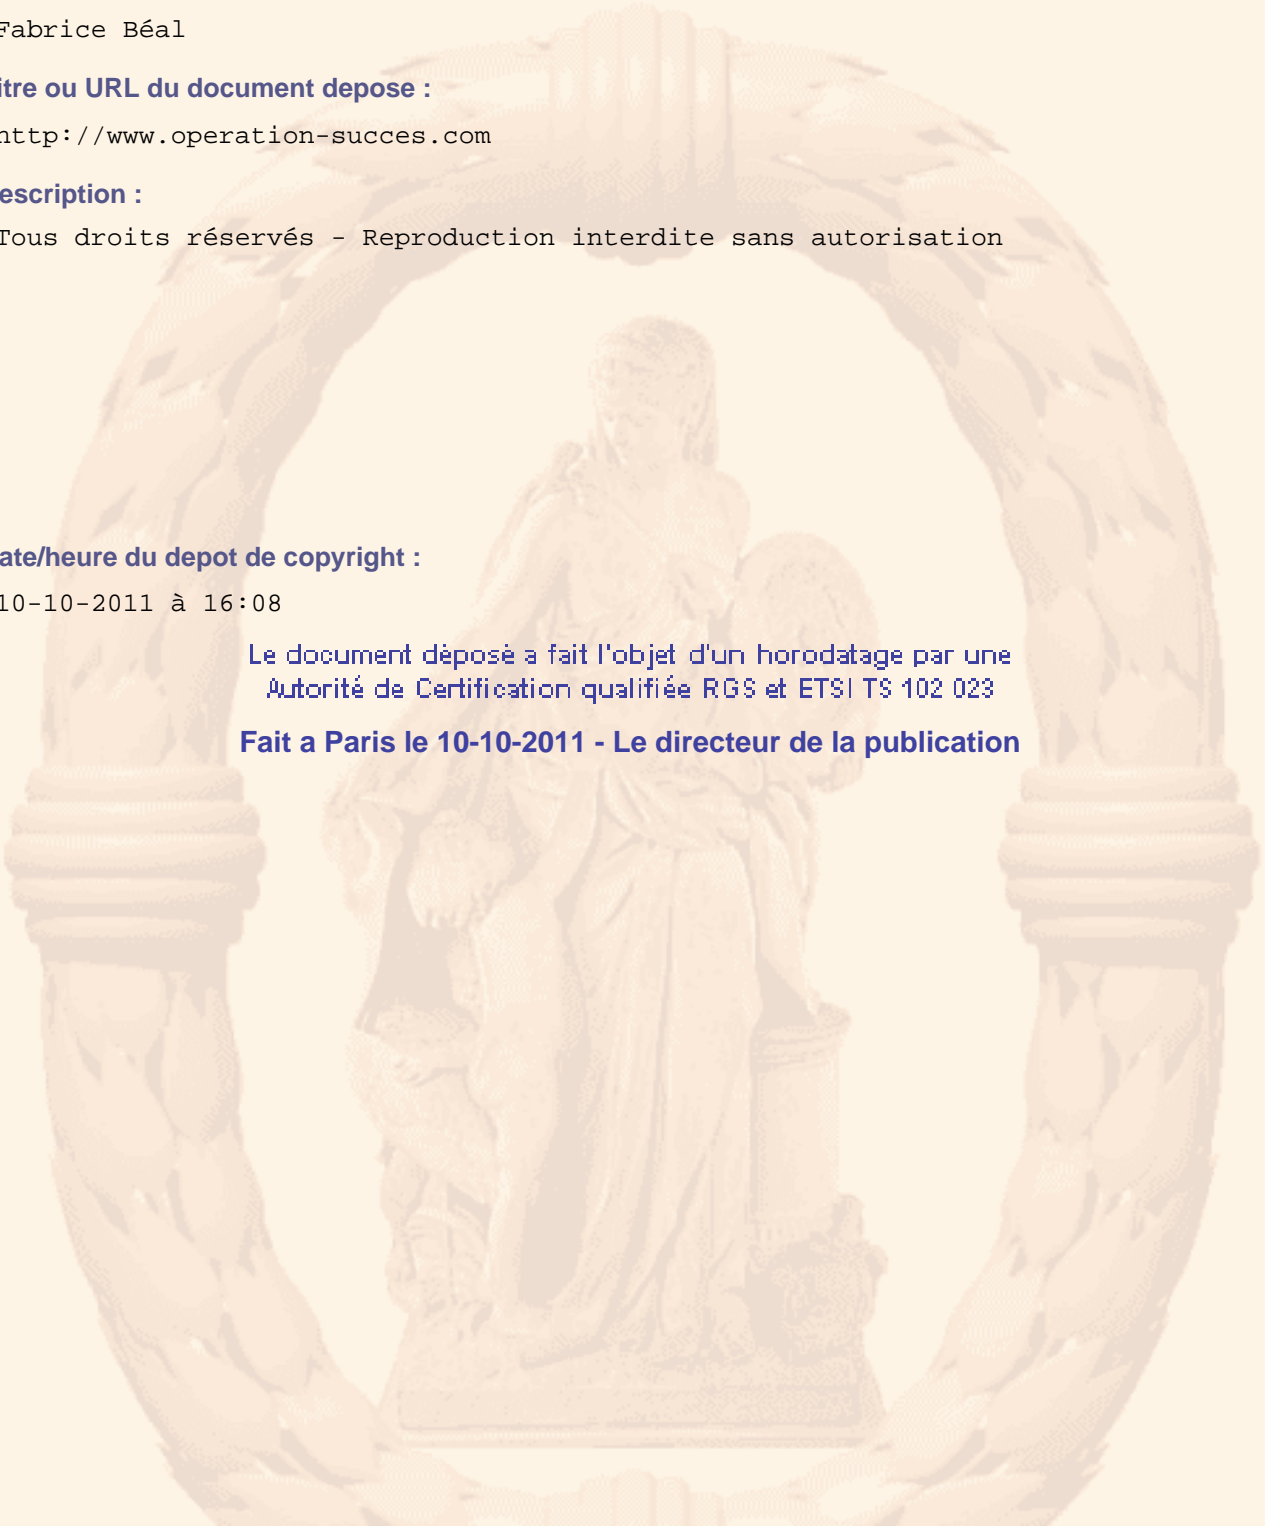 Fabrice Béal
itre ou URL du document depose :
http://www.operation-succes.com
escription :
Tous droits réservés - Reproduction interdite sans autorisation
ate/heure du depot de copyright :
10-10-2011 à 16:08
Le document dèposè a fait l'objet d'un horodatage par une
Autorité de Certification qualifiée RGS et ETSI TS 102 023
Fait a Paris le 10-10-2011 - Le directeur de la publication